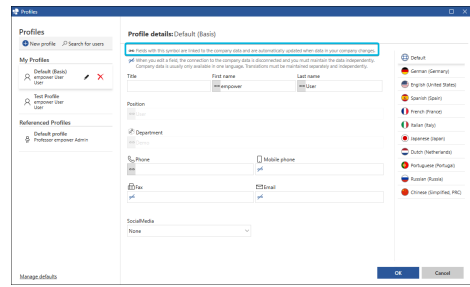 Profiles
Profiles
New profile
Search for users
My Profiles
Default (Basis)
empower User
User
Test Profile
empower User
User
Referenced Profiles
Default profile
Professor empower Admin
Manage defaults
Profile details: Default (Basis)
Fields with this symbol are linked to the company data and are automatically updated when data in your company changes.
When you edit a field, the connection to the company data is disconnected and you must maintain the data independently.
Company data is usually only available in one language. Translations must be maintained separately and independently.
Title
First name
Last name
empower
User
Position
Department
Phone
Mobile phone
Fax
Email
SocialMedia
None
Default
German (Germany)
English (United States)
Spanish (Spain)
French (France)
Italian (Italy)
Japanese (Japan)
Dutch (Netherlands)
Portuguese (Portugal)
Russian (Russia)
Chinese (Simplified, PRC)
OK
Cancel